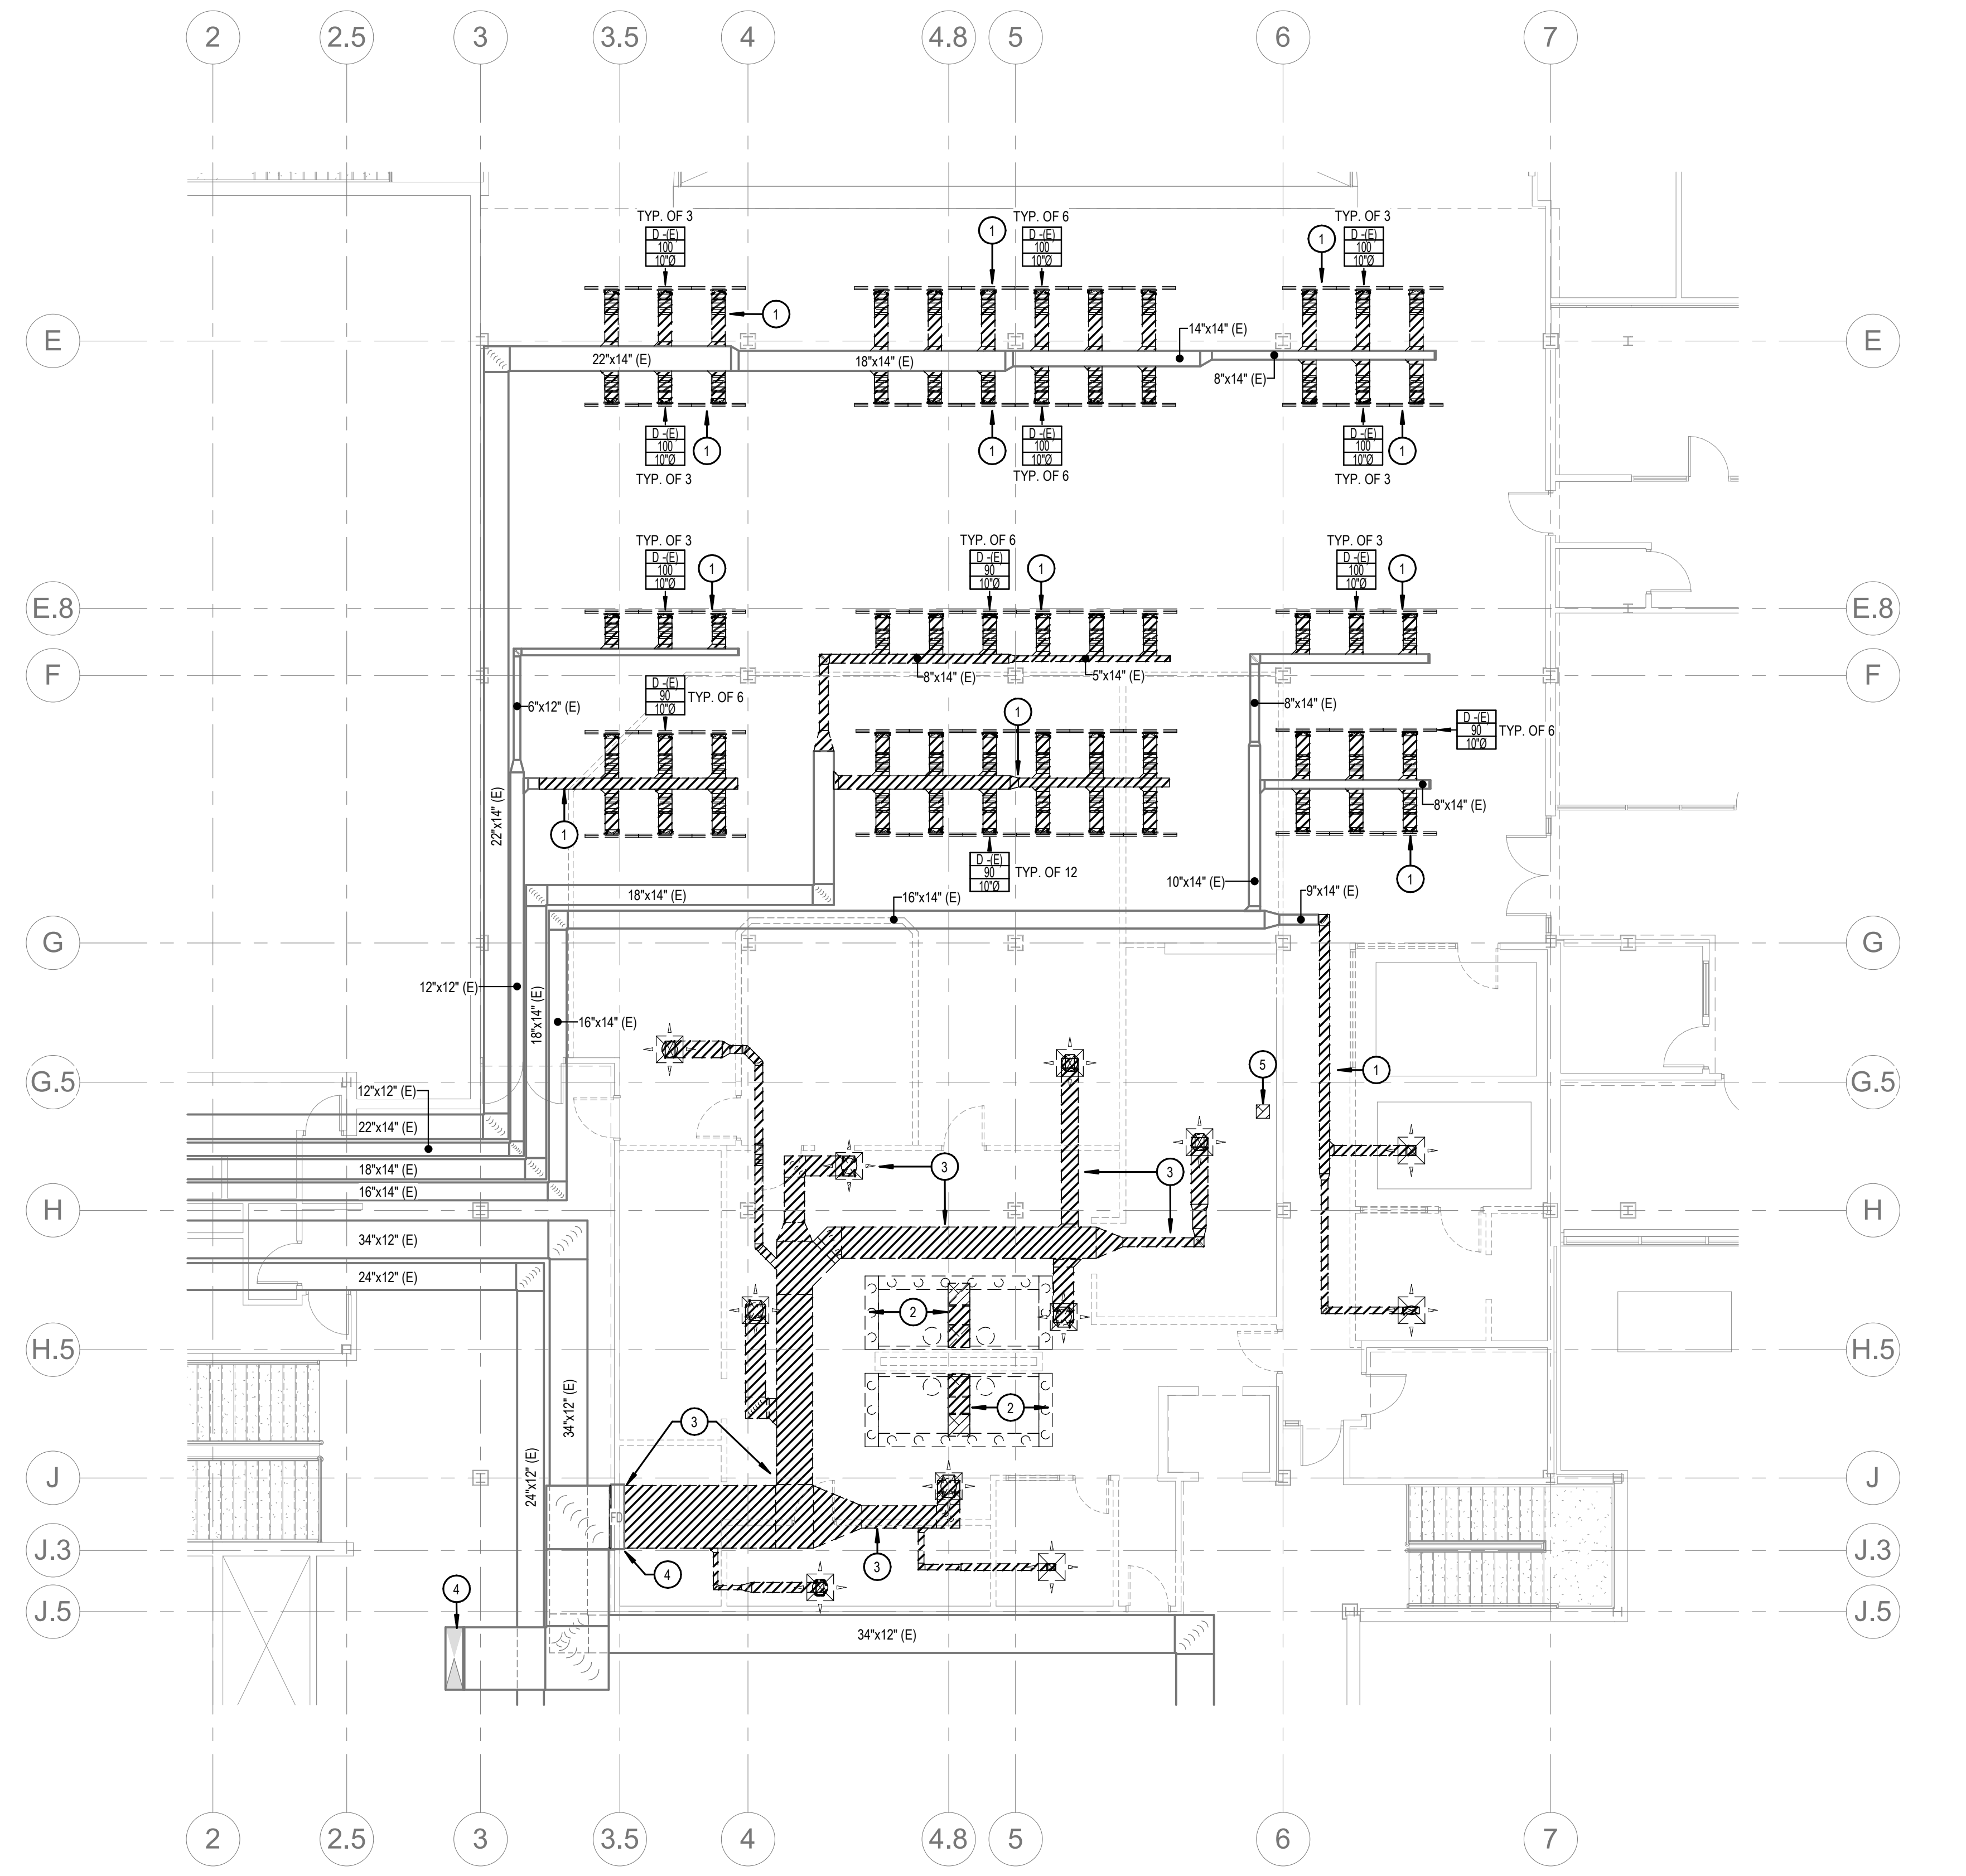 2 2.5 3 3.5 4 4.8 5 6 7
TYP. OF 3
D -(E)
100
10"Ø
1
TYP. OF 6
D -(E)
100
10"Ø
1
TYP. OF 3
D -(E)
100
10"Ø
1
E
E
22"x14" (E)
18"x14" (E)
14"x14" (E)
8"x14" (E)
D -(E)
100
10"Ø
TYP. OF 3
1
1
D -(E)
100
10"Ø
TYP. OF 6
D -(E)
100
10"Ø
TYP. OF 3
1
TYP. OF 3
D -(E)
100
10"Ø
1
TYP. OF 6
D -(E)
90
10"Ø
1
TYP. OF 3
D -(E)
100
10"Ø
1
E.8
E.8
F
F
8"x14" (E)
5"x14" (E)
6"x12" (E)
D -(E)
90
10"Ø
TYP. OF 6
1
8"x14" (E)
D -(E)
90
10"Ø
TYP. OF 6
22"x14" (E)
1
8"x14" (E)
D -(E)
90
10"Ø
TYP. OF 12
10"x14" (E)
1
18"x14" (E)
16"x14" (E)
9"x14" (E)
G
G
12"x12" (E)
18"x14" (E)
16"x14" (E)
G.5
G.5
5
1
12"x12" (E)
22"x14" (E)
18"x14" (E)
16"x14" (E)
3
3
H
H
34"x12" (E)
24"x12" (E)
2
H.5
H.5
34"x12" (E)
24"x12" (E)
3
2
J
J
FD
J.3
J.3
4
3
4
J.5
J.5
34"x12" (E)
2 2.5 3 3.5 4 4.8 5 6 7